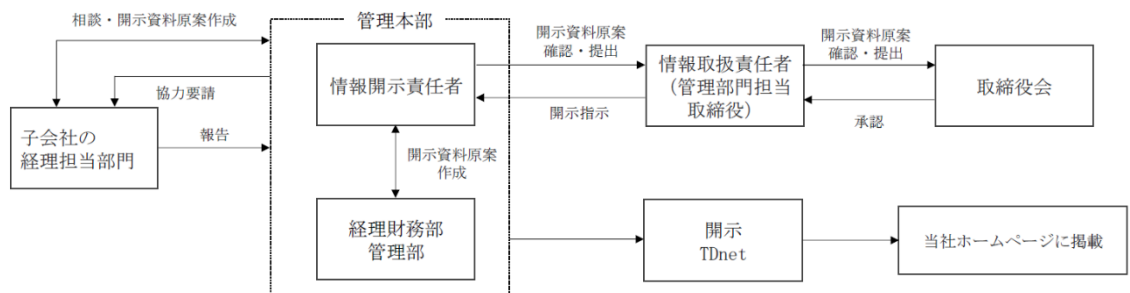 相談・開示資料原案作成
管理本部
開示資料原案
確認・提出
開示資料原案
確認・提出
情報開示責任者
情報取扱責任者
（管理部門担当
取締役）
取締役会
協力要請
開示指示
承認
子会社の
経理担当部門
報告
開示資料原案
作成
経理財務部
管理部
開示
TDnet
当社ホームページに掲載